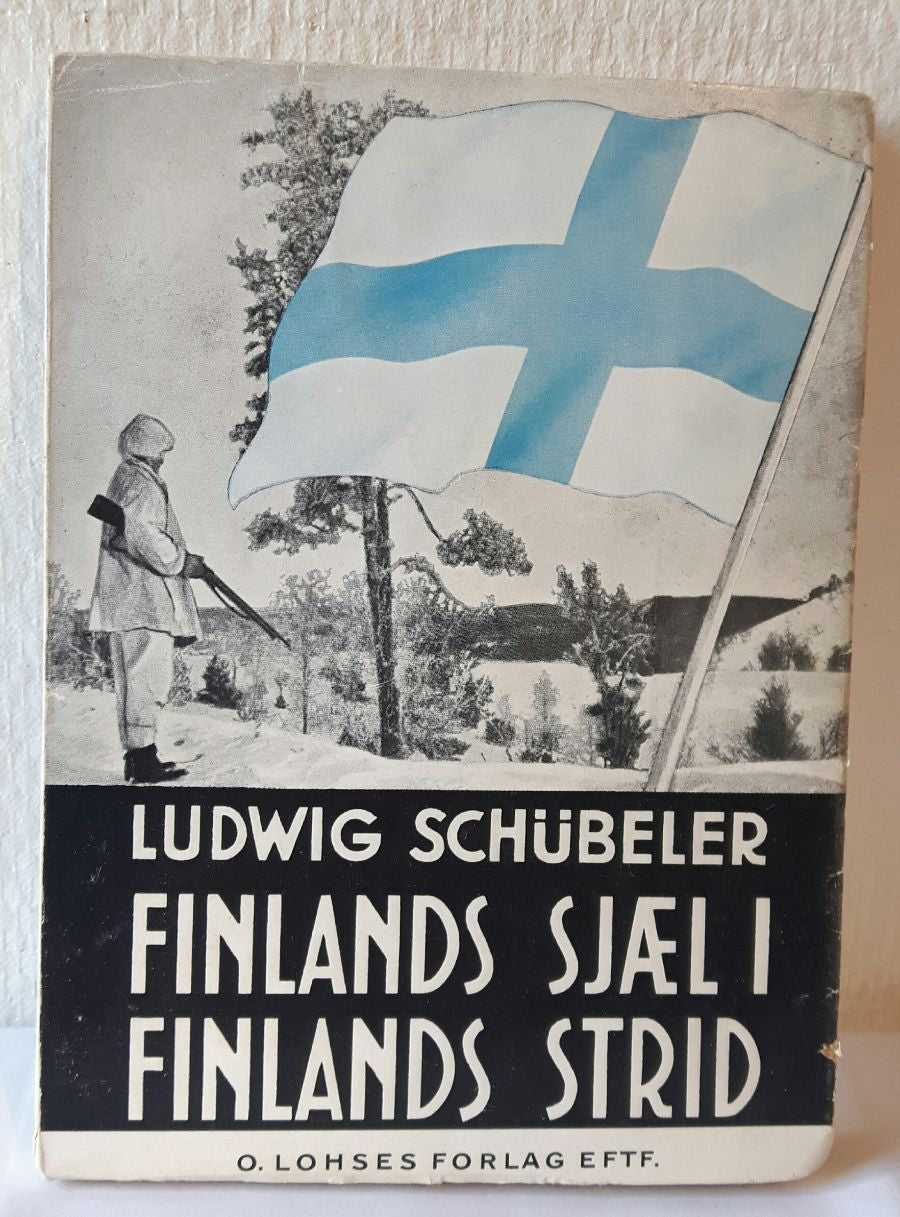 LUDWIG SCHÜBELER
FINLANDS SJÆL I
FINLANDS STRID
O. LOHSES FORLAG EFTF.